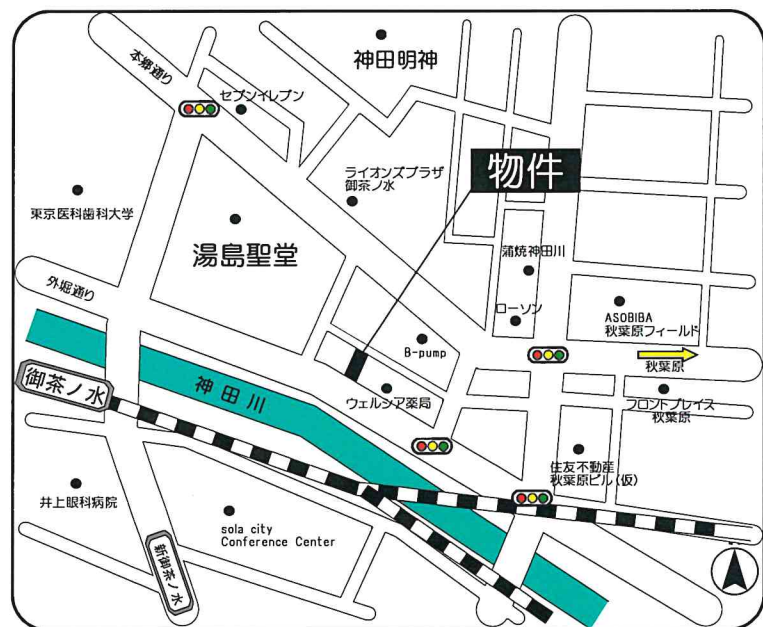 神田明神
本郷通り
セブンイレブン
物件
ライオンズプラザ
御茶ノ水
東京医科歯科大学
湯島聖堂
蒲焼神田川
外堀通り
ローソン
ASOBIBA
秋葉原フィールド
B-pump
秋葉原
御茶ノ水
神田川
ウェルシア薬局
フロントプレイス
秋葉原
住友不動産
秋葉原ビル(仮)
井上眼科病院
sola city
Conference Center
新御茶ノ水